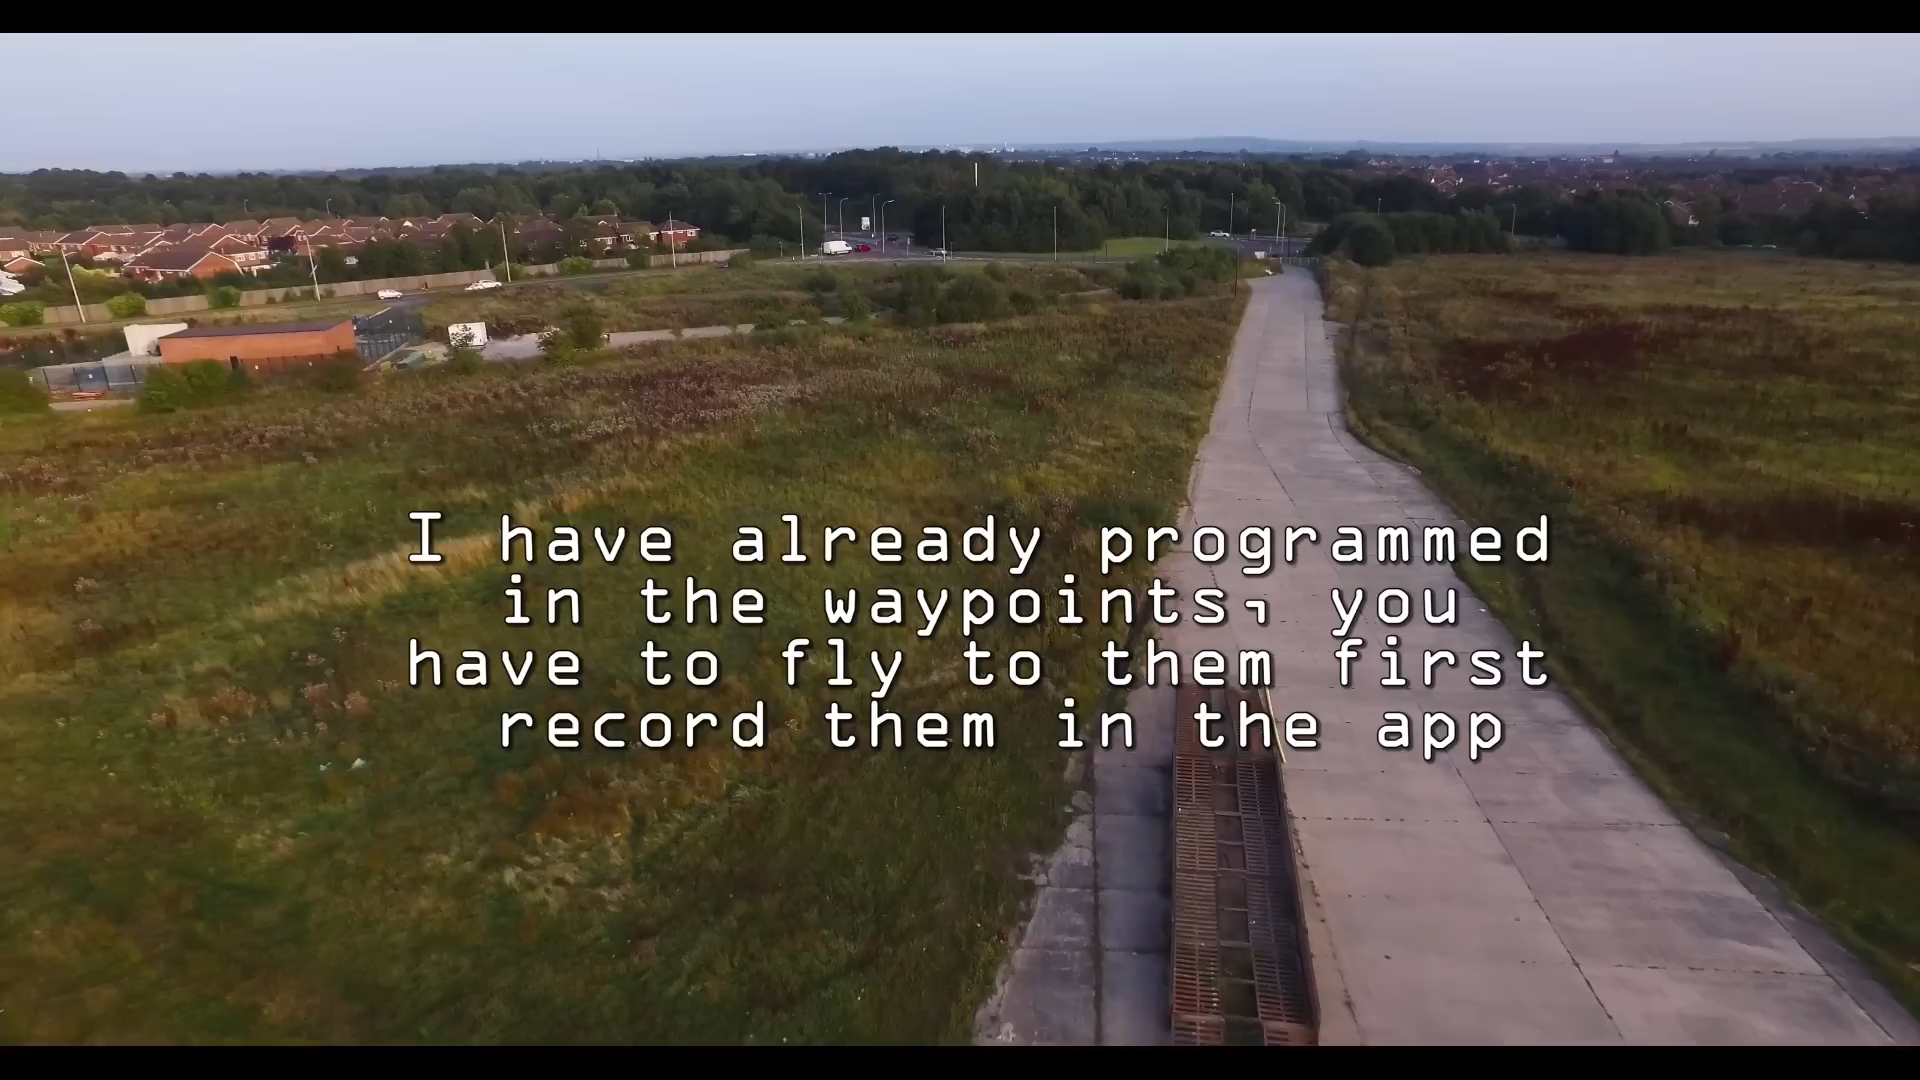 I have already programmed
in the waypoints, you
have to fly to them first
record them in the app